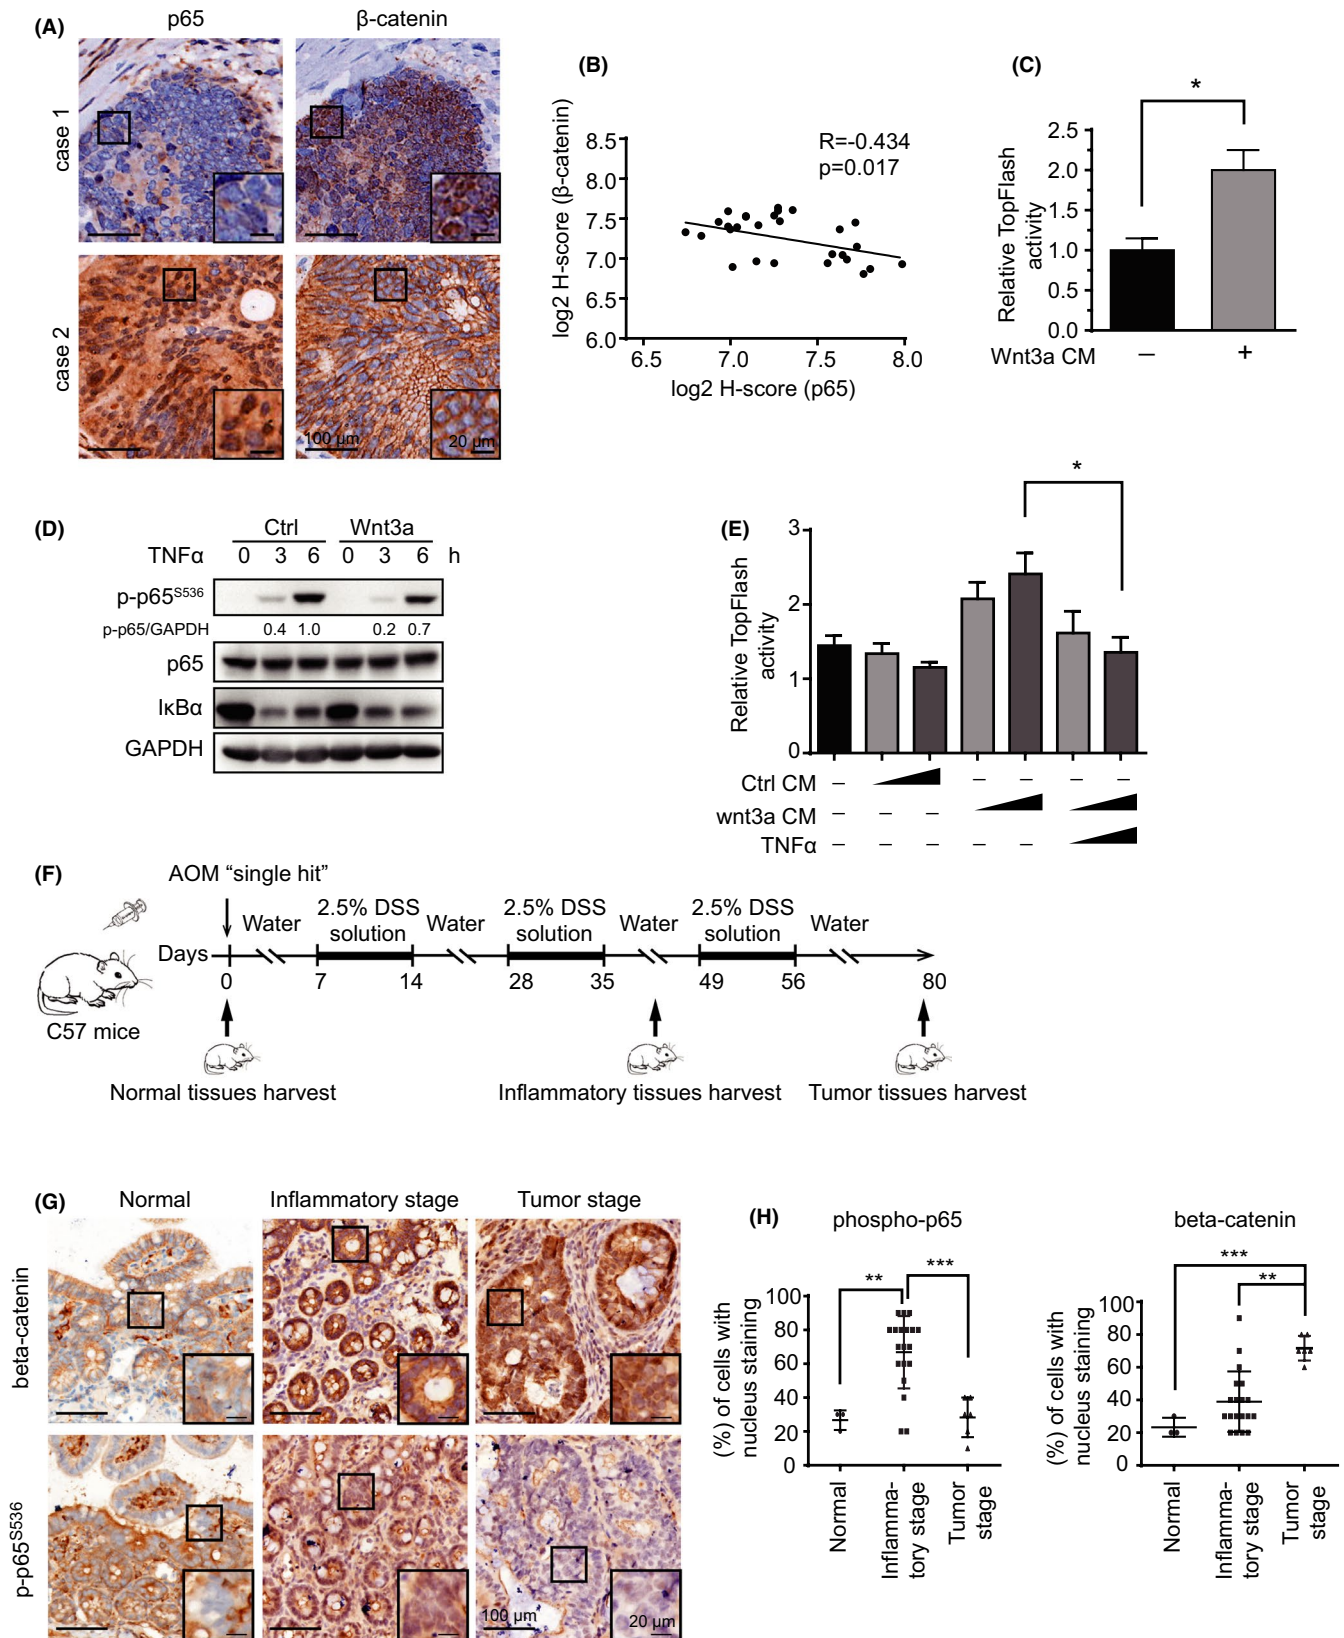 (A)
p65
β-catenin
case 1
case 2
100 µm
20 µm
(B)
log2 H-score (β-catenin)
8.5
8.0
7.5
7.0
6.5
6.0
R=-0.434
p=0.017
6.5 7.0 7.5 8.0
log2 H-score (p65)
(C)
*
Relative TopFlash
activity
2.5
2.0
1.5
1.0
0.5
0.0
Wnt3a CM – +
(D)
Ctrl Wnt3a
TNFα 0 3 6 0 3 6 h
p-p65S536
p-p65/GAPDH 0.4 1.0 0.2 0.7
p65
IκBα
GAPDH
(E)
*
Relative TopFlash
activity
3
2
1
0
Ctrl CM – – – – –
wnt3a CM – – –
TNFα – – – – –
(F)
AOM “single hit”
Water
2.5% DSS
solution
Water
2.5% DSS
solution
Water
2.5% DSS
solution
Water
Days
0 7 14 28 35 49 56 80
C57 mice
Normal tissues harvest
Inflammatory tissues harvest
Tumor tissues harvest
(G)
Normal
Inflammatory stage
Tumor stage
beta-catenin
p-p65S536
100 µm
20 µm
(H)
phospho-p65
** ***
(%) of cells with
nucleus staining
100
80
60
40
20
0
Normal
Inflamma-
tory stage
Tumor
stage
beta-catenin
***
**
(%) of cells with
nucleus staining
100
80
60
40
20
0
Normal
Inflamma-
tory stage
Tumor
stage